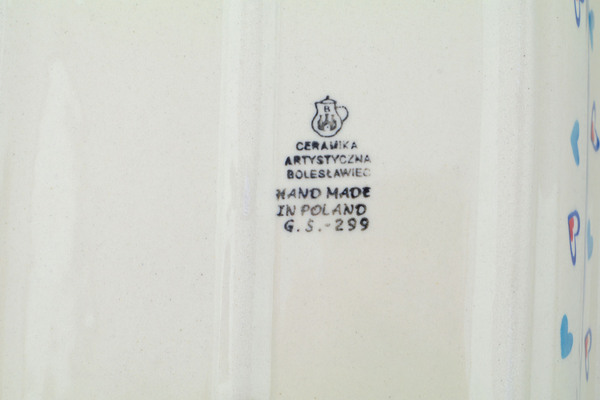 B
CERAMIKA
ARTYSTYCZNA
BOLESŁAWIEC
HAND MADE
IN POLAND
G. S.-299